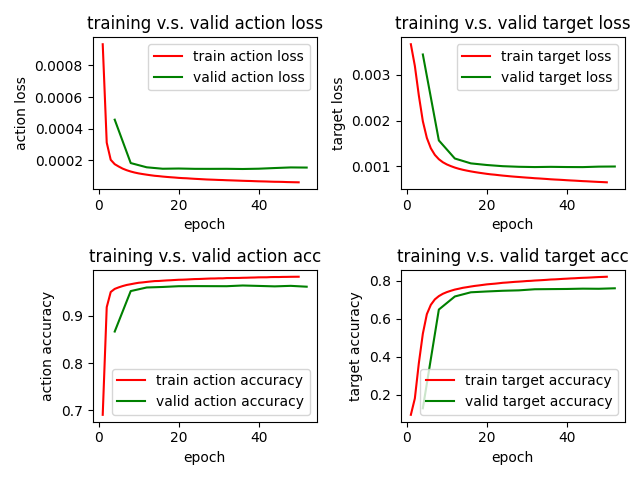 training v.s. valid action loss
action loss
0.0008
0.0006
0.0004
0.0002
train action loss
valid action loss
0 20 40
epoch
training v.s. valid target loss
target loss
0.003
0.002
0.001
train target loss
valid target loss
0 20 40
epoch
training v.s. valid action acc
action accuracy
0.9
0.8
0.7
train action accuracy
valid action accuracy
0 20 40
epoch
training v.s. valid target acc
target accuracy
0.8
0.6
0.4
0.2
train target accuracy
valid target accuracy
0 20 40
epoch